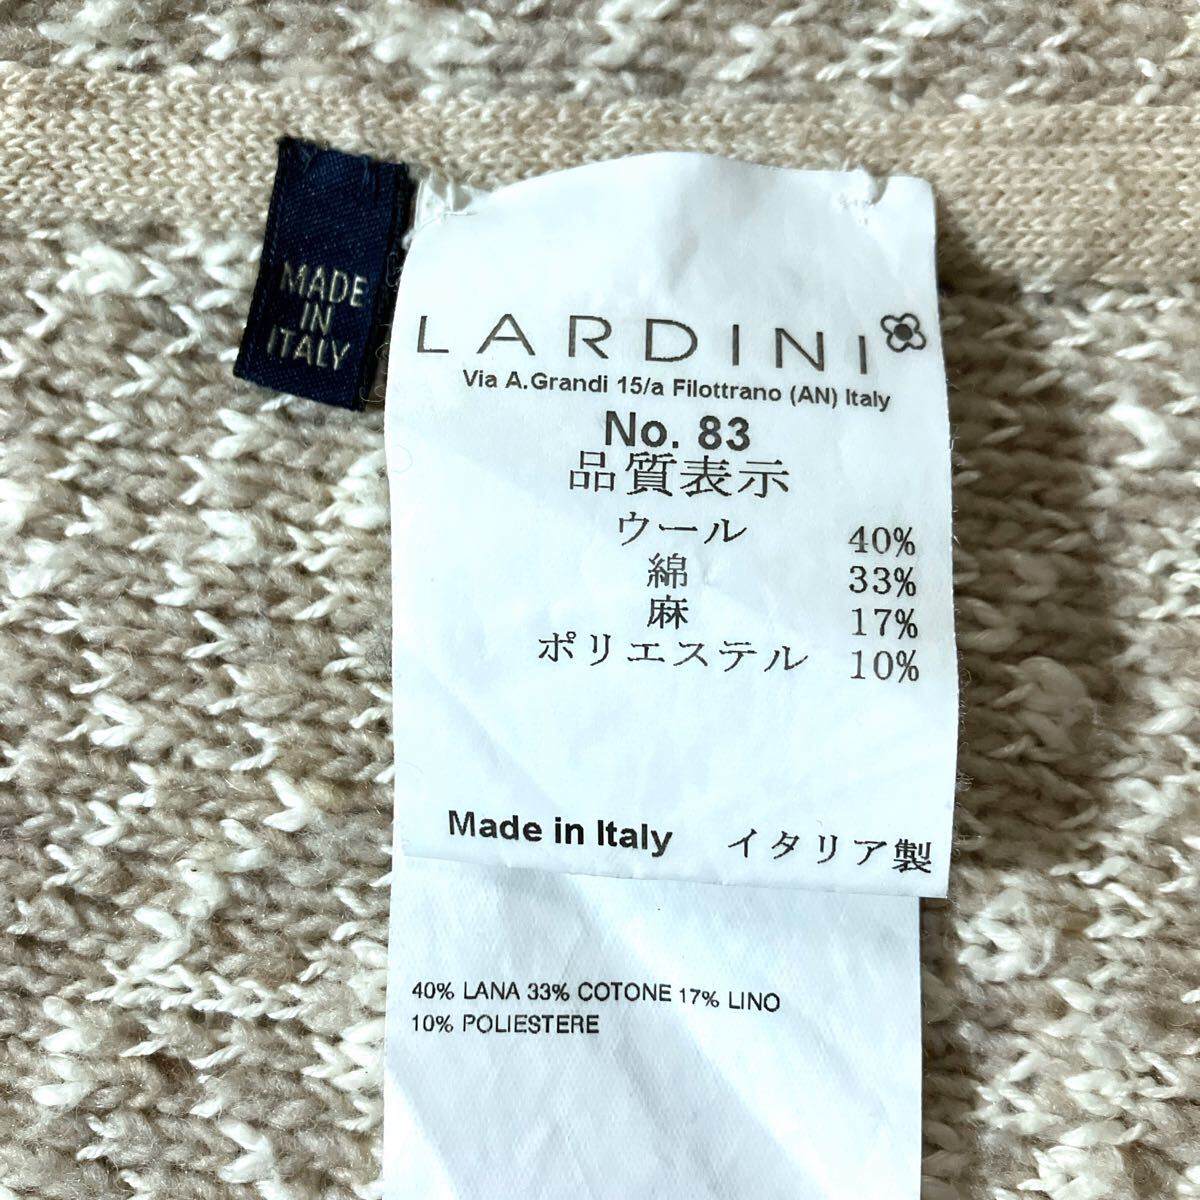 MADE
IN
ITALY
LARDINI
Via A.Grandi 15/a Filottrano (AN) Italy
No. 83
品質表示
ウール 40%
綿 33%
麻 17%
ポリエステル 10%
Made in Italy イタリア製
40% LANA 33% COTONE 17% LINO
10% POLIESTERE